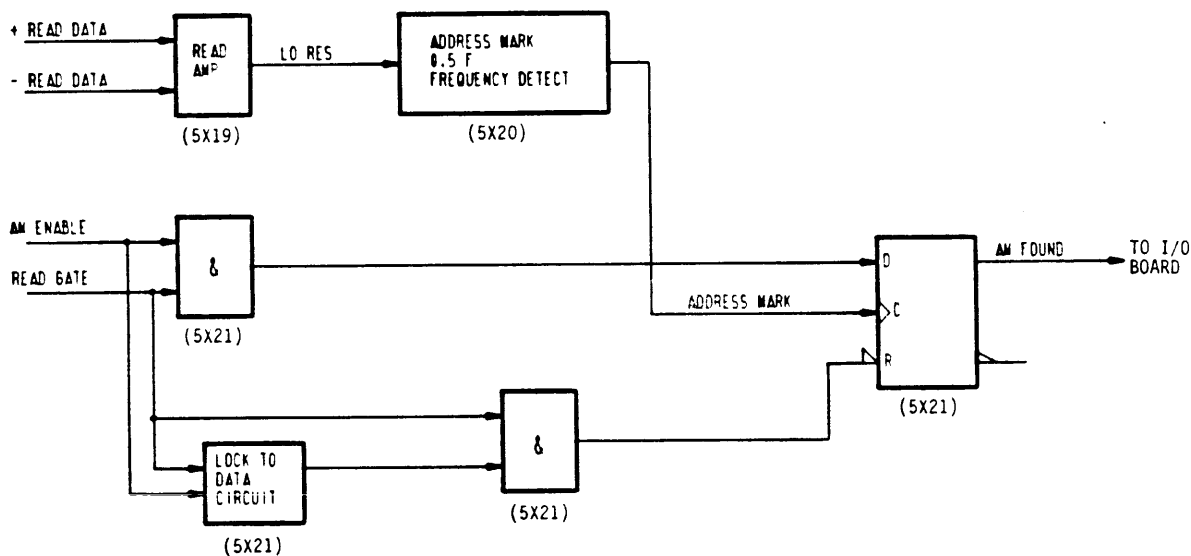 + READ DATA
- READ DATA
READ
AMP
(5X19)
LO RES
ADDRESS MARK
0.5 F
FREQUENCY DETECT
(5X20)
AM ENABLE
READ GATE
&
(5X21)
LOCK TO
DATA
CIRCUIT
(5X21)
&
(5X21)
ADDRESS MARK
D
C
R
(5X21)
AM FOUND
TO I/O
BOARD